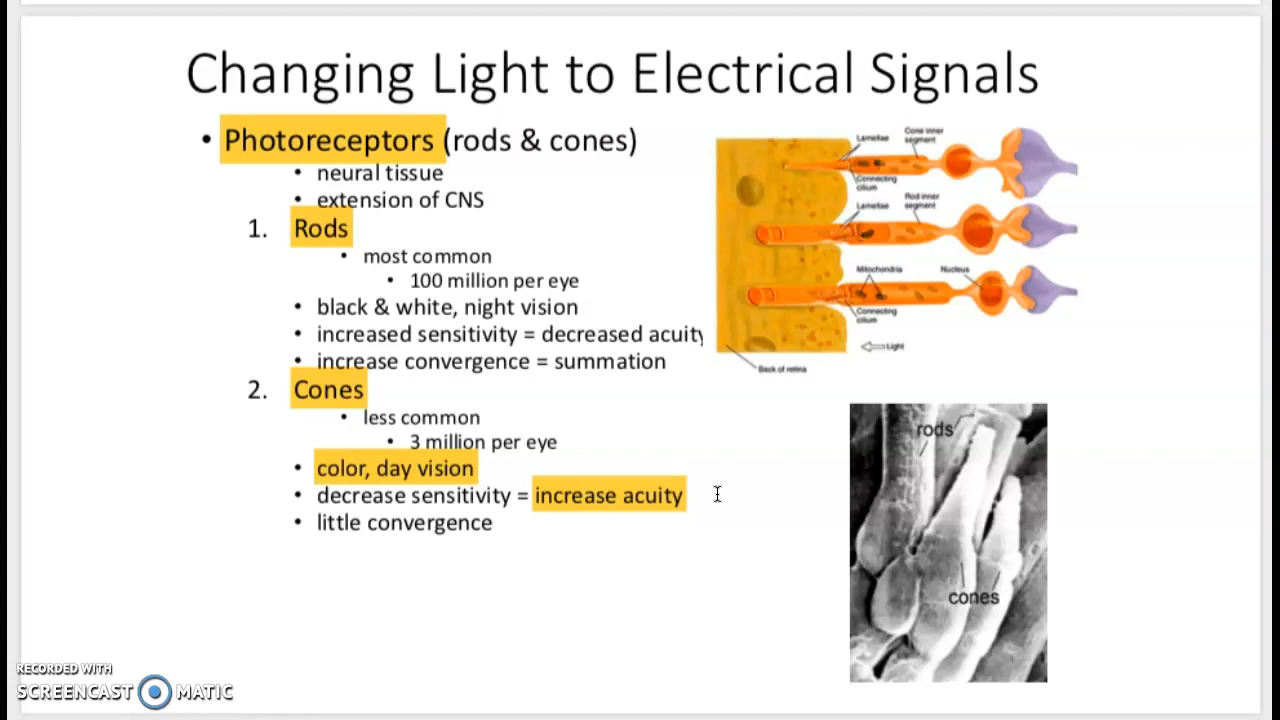 Changing Light to Electrical Signals
• Photoreceptors (rods & cones)
• neural tissue
• extension of CNS
1. Rods
• most common
• 100 million per eye
• black & white, night vision
• increased sensitivity = decreased acuity
• increase convergence = summation
2. Cones
• less common
• 3 million per eye
• color, day vision
• decrease sensitivity = increase acuity
• little convergence
Lamellae
Cone inner
segment
Connecting
cilium
Lamellae
Rod inner
segment
Mitochondria
Nucleus
Connecting
cilium
Light
Back of retina
rods
cones
RECORDED WITH
SCREENCAST MATIC